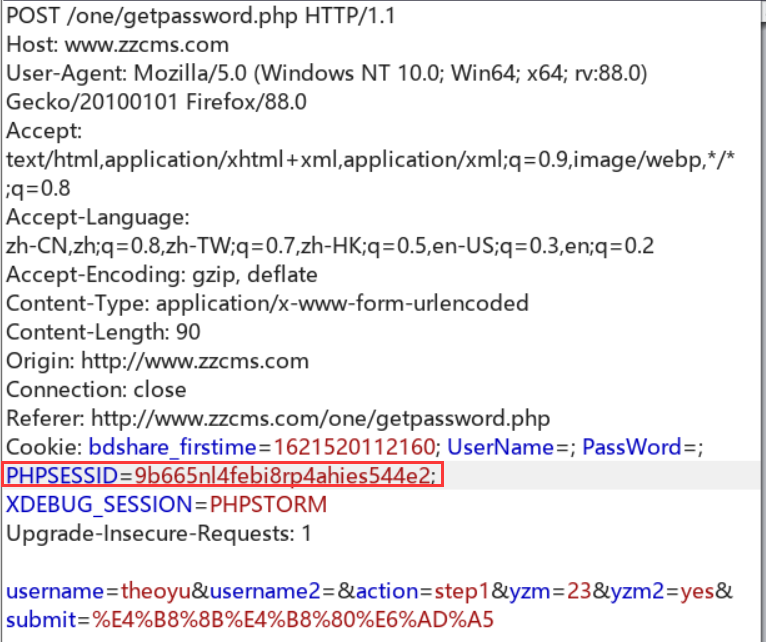 POST /one/getpassword.php HTTP/1.1
Host: www.zzcms.com
User-Agent: Mozilla/5.0 (Windows NT 10.0; Win64; x64; rv:88.0)
Gecko/20100101 Firefox/88.0
Accept:
text/html,application/xhtml+xml,application/xml;q=0.9,image/webp,*/*
;q=0.8
Accept-Language:
zh-CN,zh;q=0.8,zh-TW;q=0.7,zh-HK;q=0.5,en-US;q=0.3,en;q=0.2
Accept-Encoding: gzip, deflate
Content-Type: application/x-www-form-urlencoded
Content-Length: 90
Origin: http://www.zzcms.com
Connection: close
Referer: http://www.zzcms.com/one/getpassword.php
Cookie: bdshare_firstime=1621520112160; UserName=; PassWord=;
PHPSESSID=9b665nl4febi8rp4ahies544e2;
XDEBUG_SESSION=PHPSTORM
Upgrade-Insecure-Requests: 1
username=theoyu&username2=&action=step1&yzm=23&yzm2=yes&
submit=%E4%B8%8B%E4%B8%80%E6%AD%A5